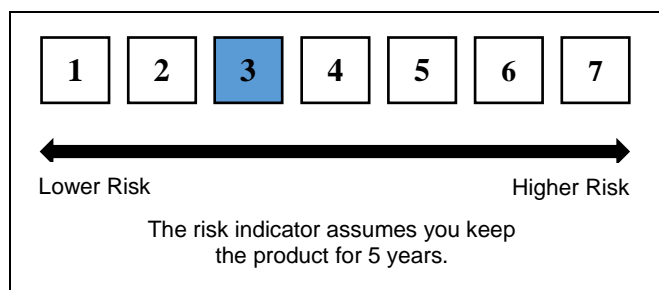 1 2 3 4 5 6 7
Lower Risk Higher Risk
The risk indicator assumes you keep
the product for 5 years.